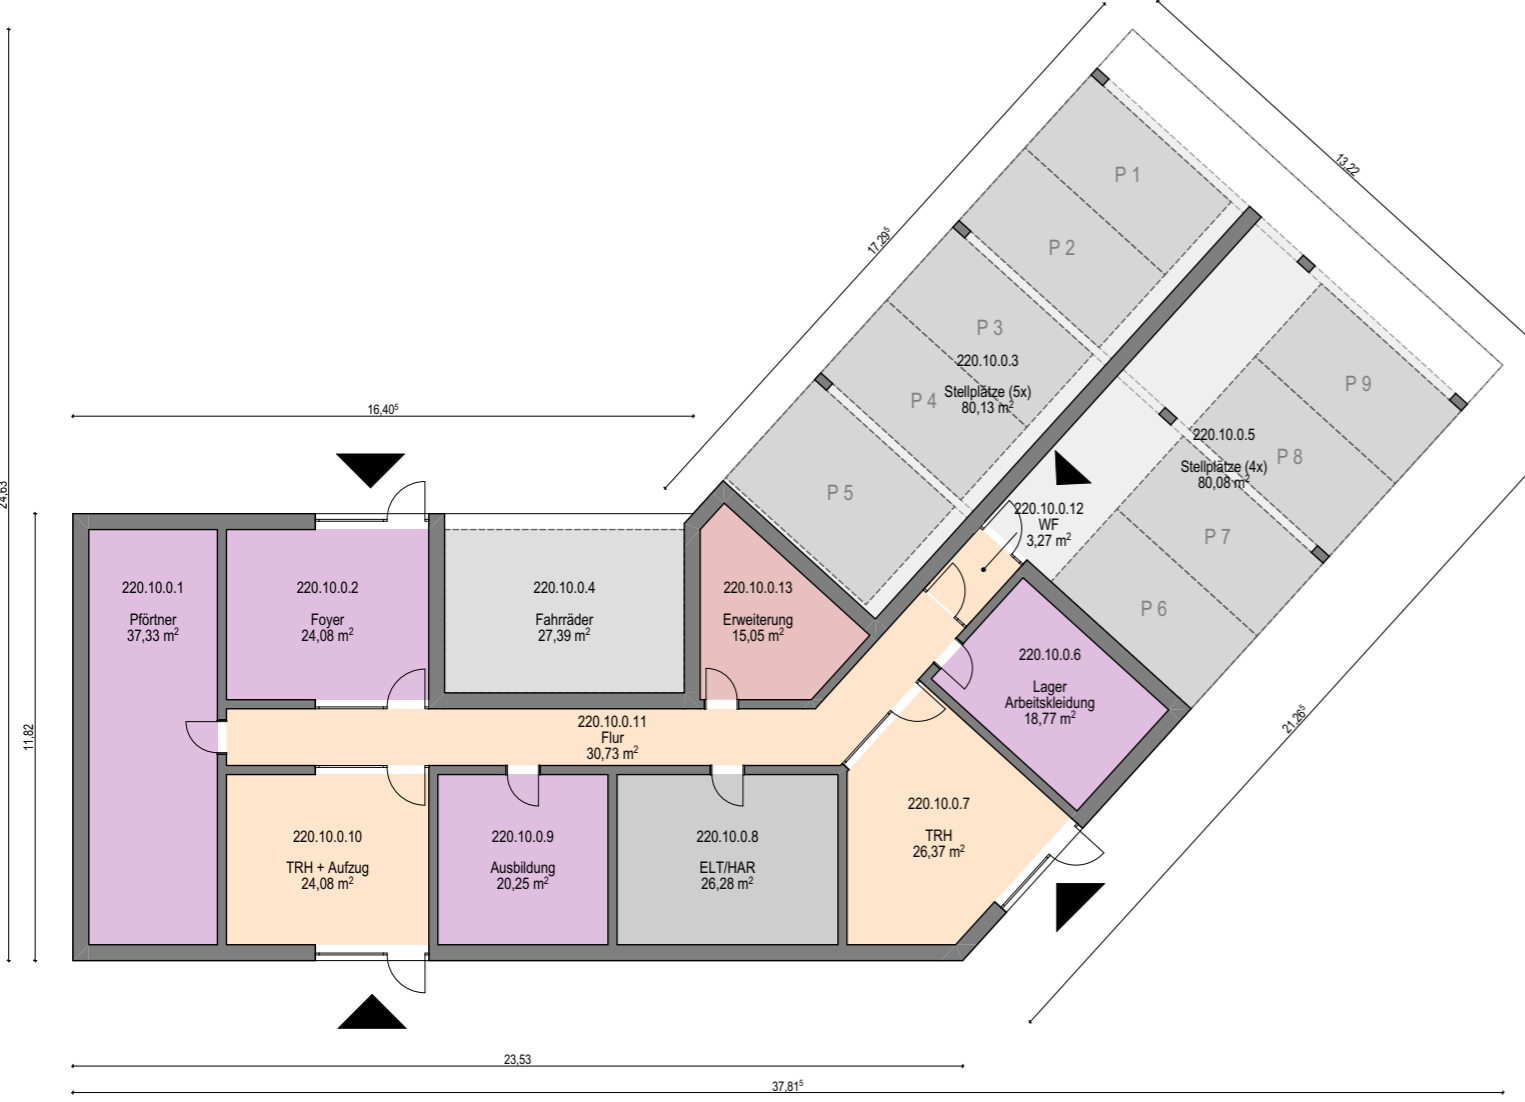 13,22
17,29⁵
P 1
P 2
P 3
220.10.0.3
Stellplätze (5x)
80,13 m²
P 4
P 5
P 9
220.10.0.5
Stellplätze (4x)
80,08 m²
P 8
P 7
P 6
16,40⁵
24,63
11,82
220.10.0.12
WF
3,27 m²
220.10.0.1
Pförtner
37,33 m²
220.10.0.2
Foyer
24,08 m²
220.10.0.4
Fahrräder
27,39 m²
220.10.0.13
Erweiterung
15,05 m²
220.10.0.6
Lager
Arbeitskleidung
18,77 m²
220.10.0.11
Flur
30,73 m²
21,26⁵
220.10.0.10
TRH + Aufzug
24,08 m²
220.10.0.9
Ausbildung
20,25 m²
220.10.0.8
ELT/HAR
26,28 m²
220.10.0.7
TRH
26,37 m²
23,53
37,81⁵